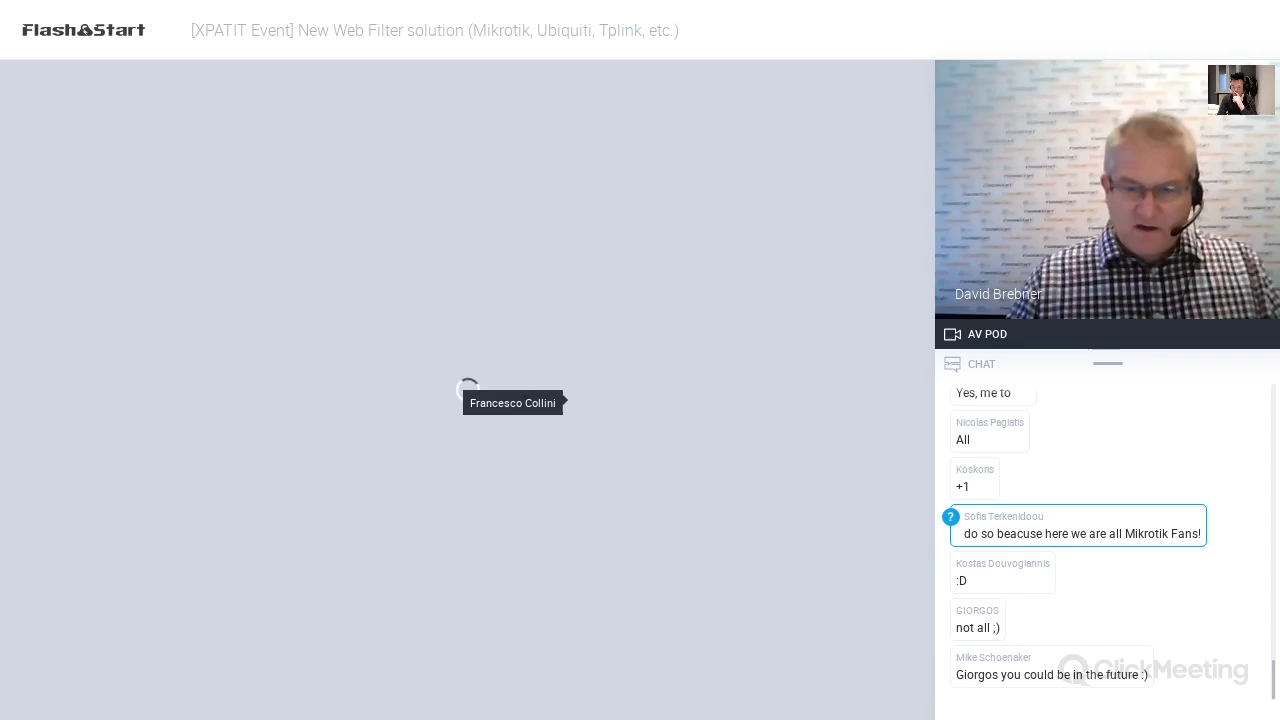 Flash&Start
[XPATIT Event] New Web Filter solution (Mikrotik, Ubiquiti, Tplink, etc.)
David Brebner
AV POD
CHAT
Francesco Collini
Yes, me to
Nicolas Pagiatis
All
Koskoris
+1
?
Sofia Terkenidoou
do so beacuse here we are all Mikrotik Fans!
Kostas Douvogiannis
:D
GIORGOS
not all ;)
Mike Schoenaker
Giorgos you could be in the future :)
ClickMeeting